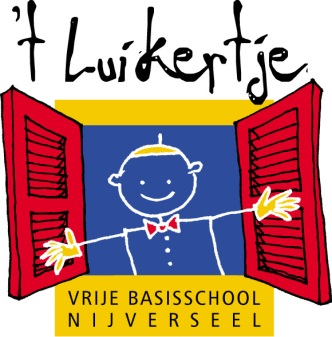 't Luikertje
VRIJE BASISSCHOOL
NIJVERSEEL